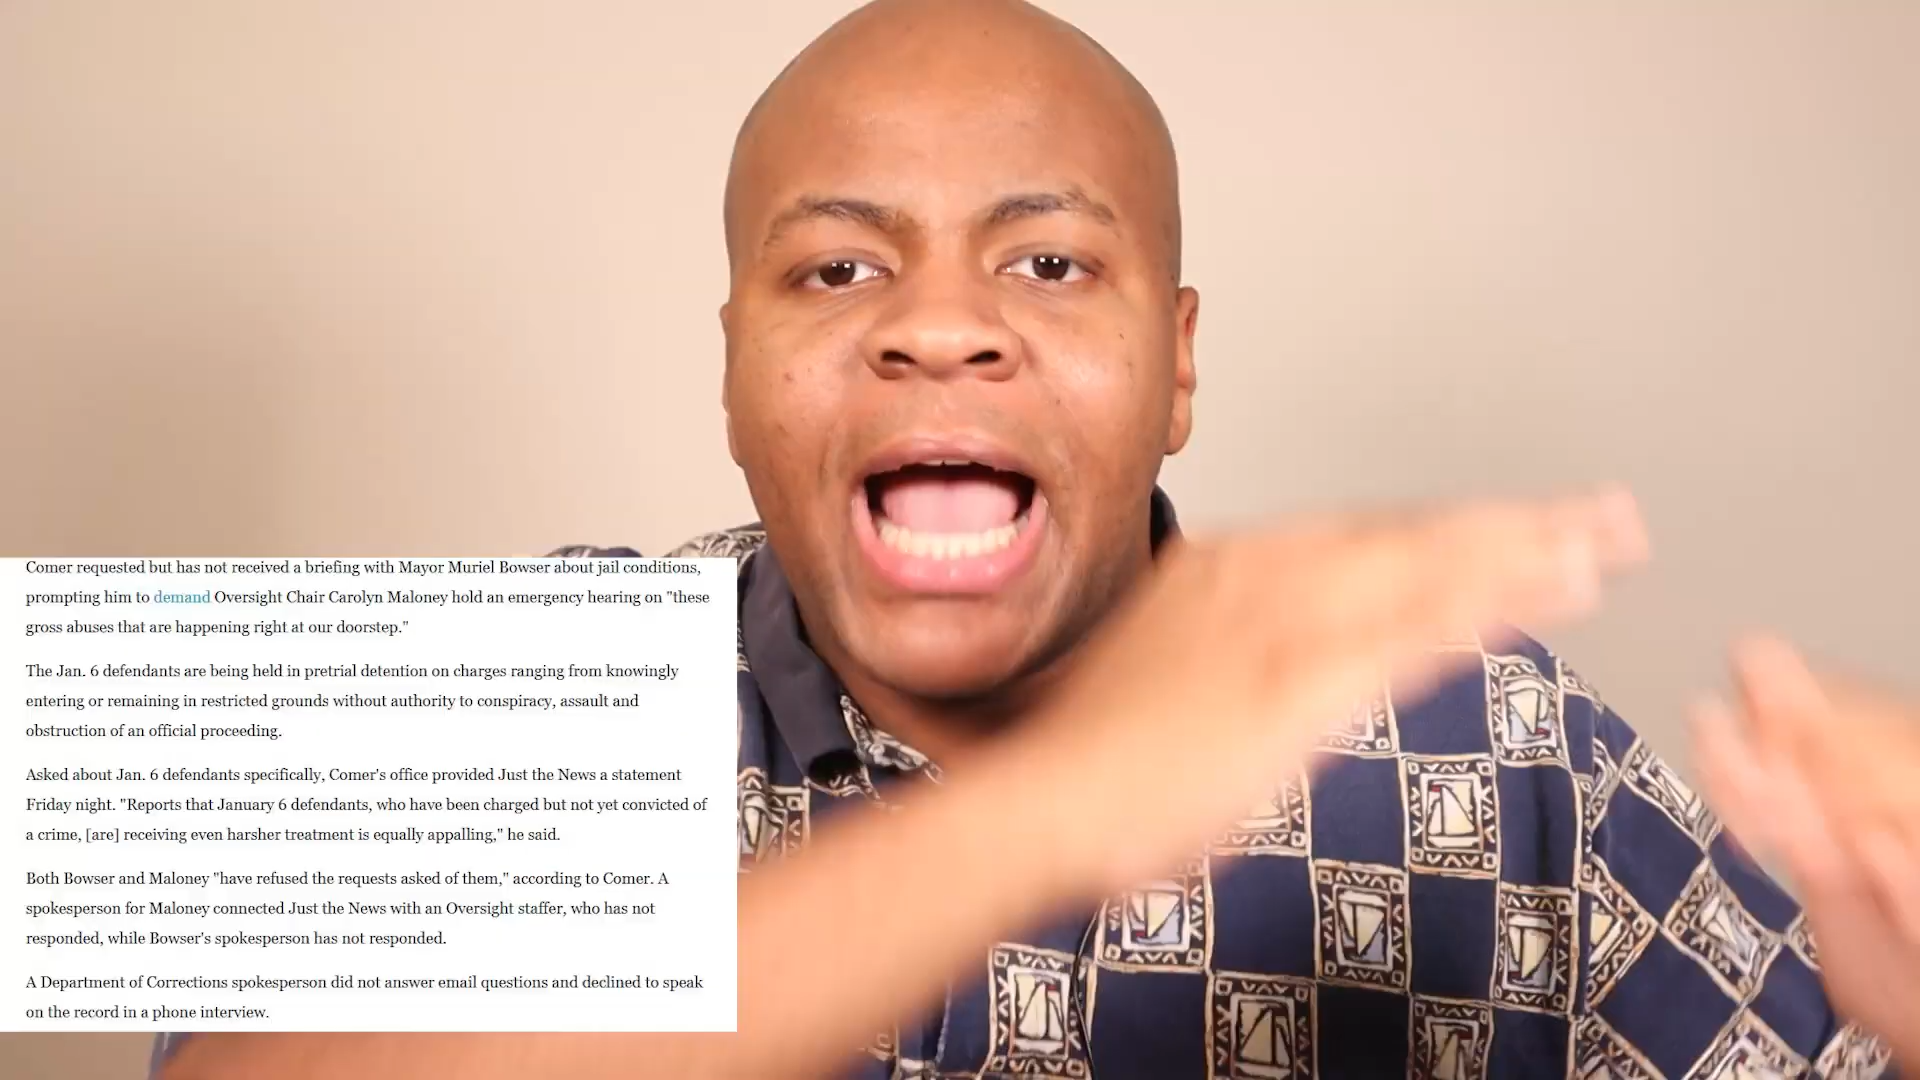 Comer requested but has not received a briefing with Mayor Muriel Bowser about jail conditions,
prompting him to demand Oversight Chair Carolyn Maloney hold an emergency hearing on "these
gross abuses that are happening right at our doorstep."
The Jan. 6 defendants are being held in pretrial detention on charges ranging from knowingly
entering or remaining in restricted grounds without authority to conspiracy, assault and
obstruction of an official proceeding.
Asked about Jan. 6 defendants specifically, Comer's office provided Just the News a statement
Friday night. "Reports that January 6 defendants, who have been charged but not yet convicted of
a crime, [are] receiving even harsher treatment is equally appalling," he said.
Both Bowser and Maloney "have refused the requests asked of them," according to Comer. A
spokesperson for Maloney connected Just the News with an Oversight staffer, who has not
responded, while Bowser's spokesperson has not responded.
A Department of Corrections spokesperson did not answer email questions and declined to speak
on the record in a phone interview.